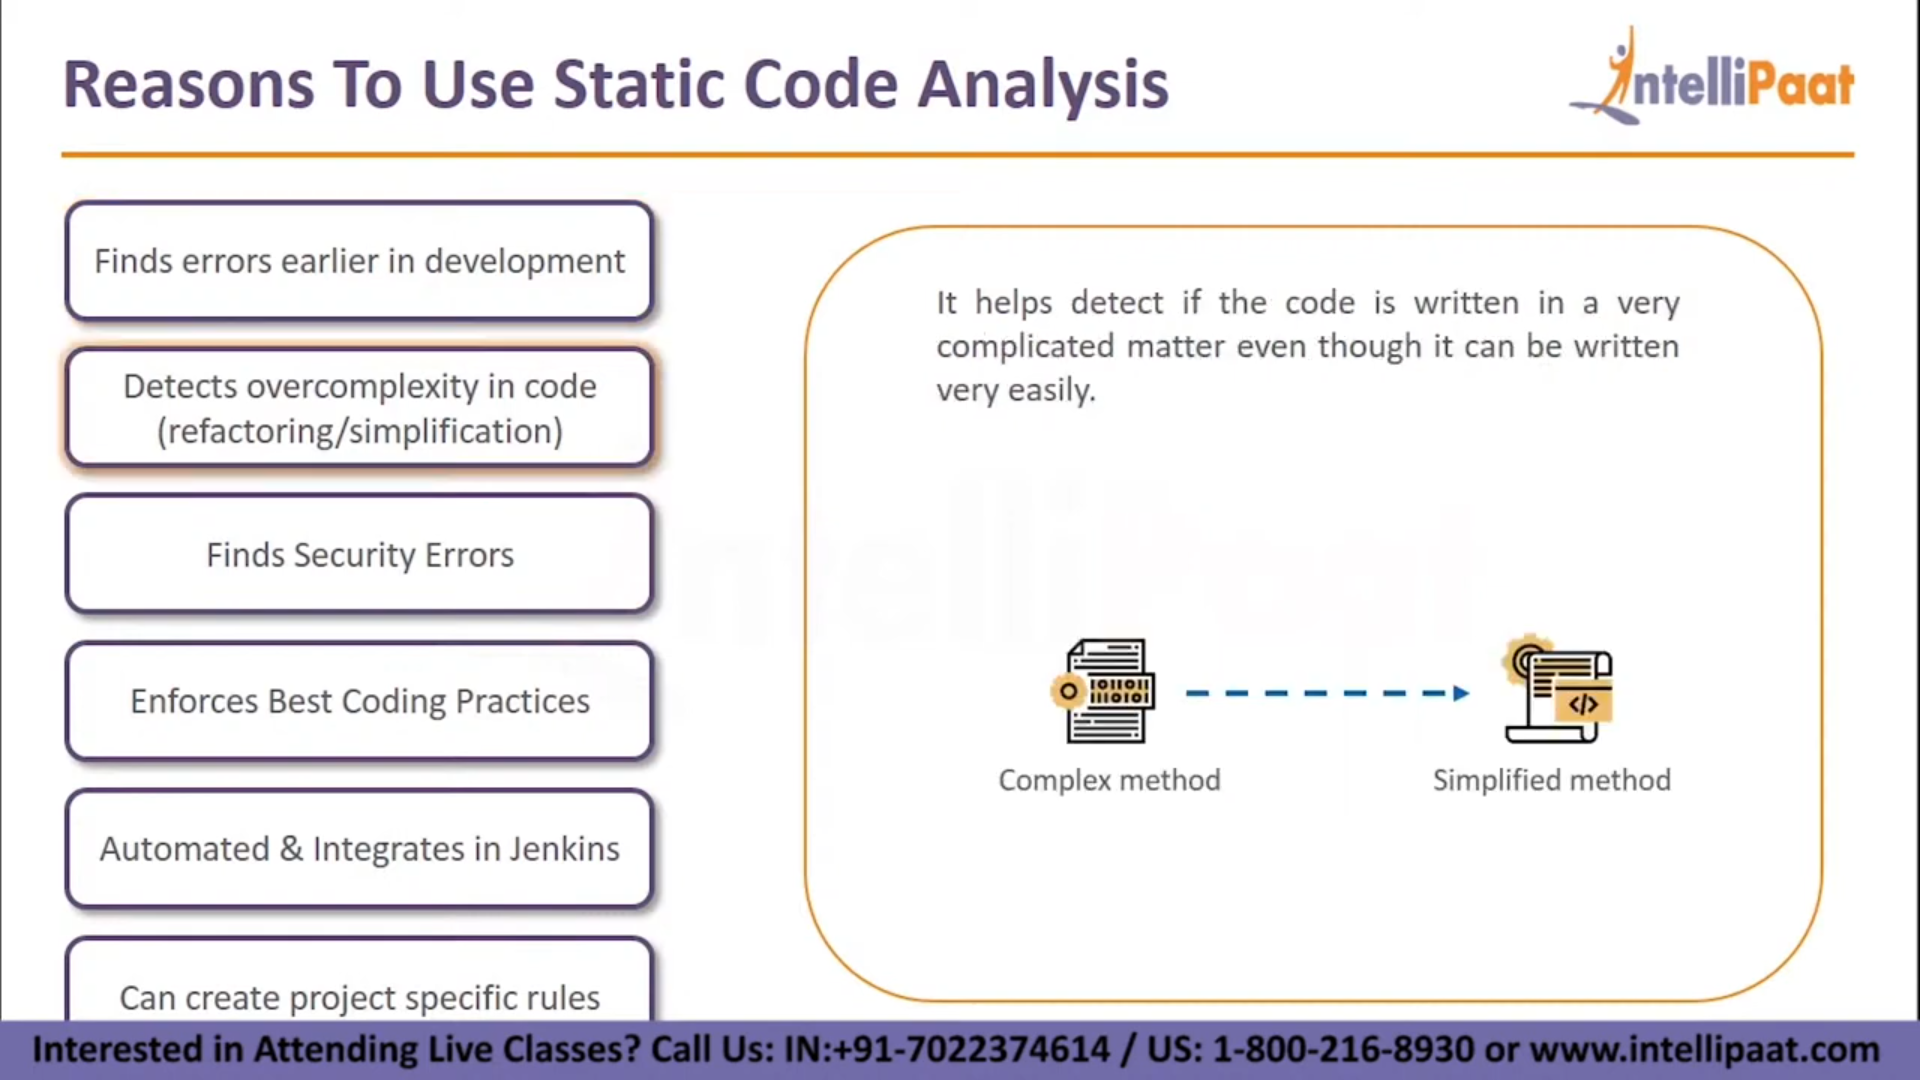 Reasons To Use Static Code Analysis
IntelliPaat
Finds errors earlier in development
Detects overcomplexity in code
(refactoring/simplification)
Finds Security Errors
Enforces Best Coding Practices
Automated & Integrates in Jenkins
Can create project specific rules
It helps detect if the code is written in a very
complicated matter even though it can be written
very easily.
IntelliPaat
Complex method
Simplified method
Interested in Attending Live Classes? Call Us: IN:+91-7022374614 / US: 1-800-216-8930 or www.intellipaat.com